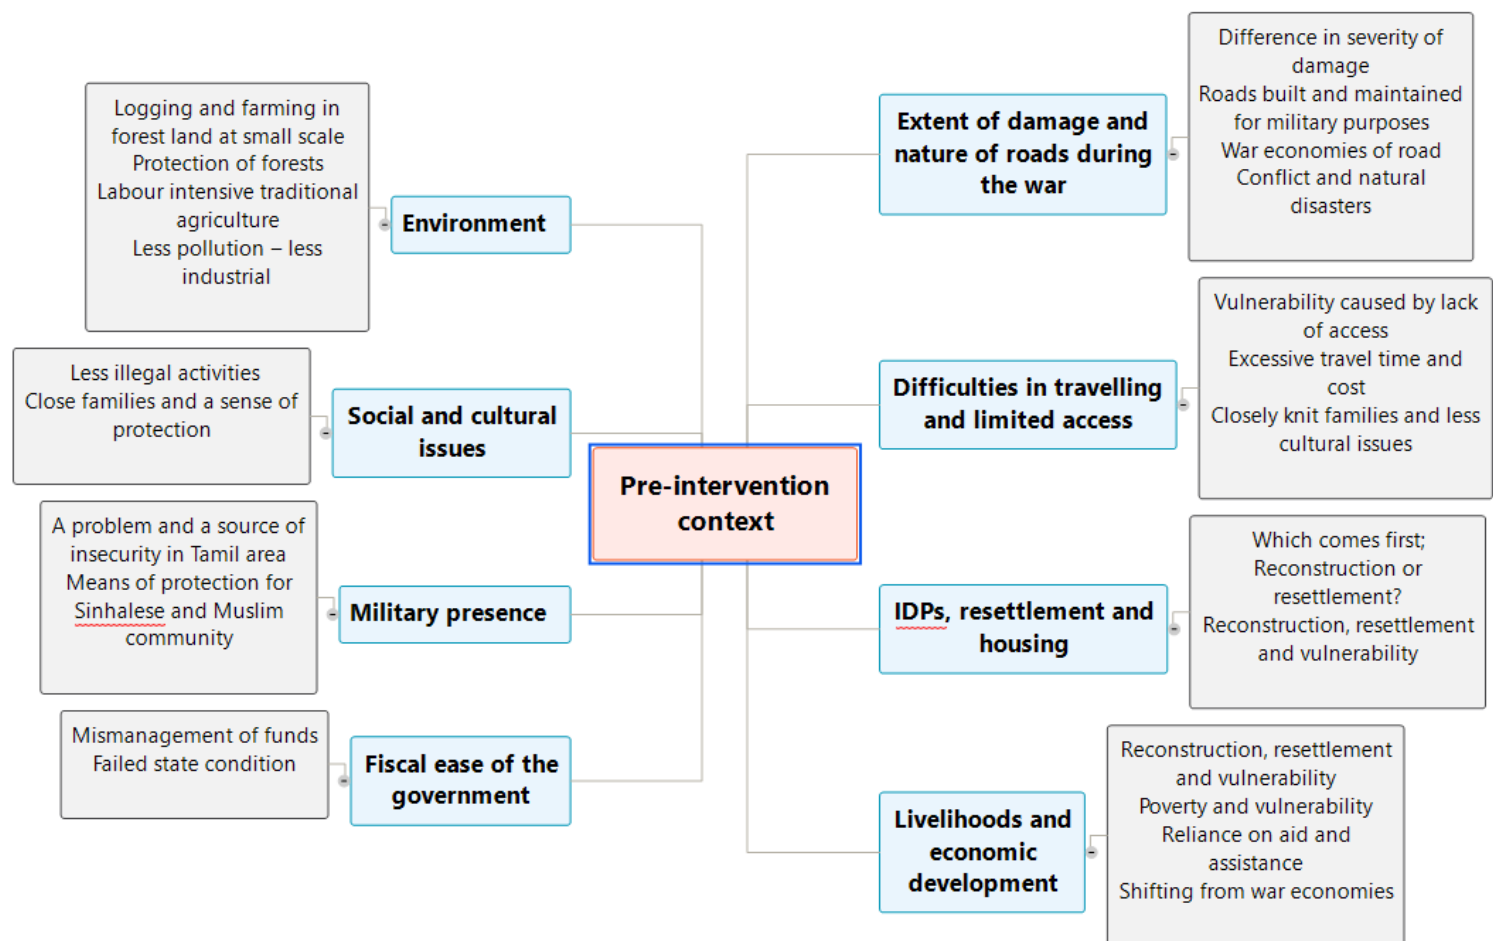 Pre-intervention
context
Extent of damage and
nature of roads during
the war
Difference in severity of
damage
Roads built and maintained
for military purposes
War economies of road
Conflict and natural
disasters
Difficulties in travelling
and limited access
Vulnerability caused by lack
of access
Excessive travel time and
cost
Closely knit families and less
cultural issues
IDPs, resettlement and
housing
Which comes first;
Reconstruction or
resettlement?
Reconstruction, resettlement
and vulnerability
Livelihoods and
economic
development
Reconstruction, resettlement
and vulnerability
Poverty and vulnerability
Reliance on aid and
assistance
Shifting from war economies
Environment
Logging and farming in
forest land at small scale
Protection of forests
Labour intensive traditional
agriculture
Less pollution – less
industrial
Social and cultural
issues
Less illegal activities
Close families and a sense of
protection
Military presence
A problem and a source of
insecurity in Tamil area
Means of protection for
Sinhalese and Muslim
community
Fiscal ease of the
government
Mismanagement of funds
Failed state condition